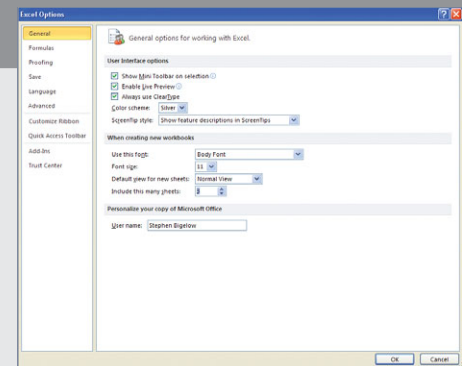 Excel Options
General
Formulas
Proofing
Save
Language
Advanced
Customize Ribbon
Quick Access Toolbar
Add-Ins
Trust Center
General options for working with Excel.
User Interface options
Show Mini Toolbar on selection
Enable Live Preview
Always use ClearType
Color scheme: Silver
ScreenTip style: Show feature descriptions in ScreenTips
When creating new workbooks
Use this font: Body Font
Font size: 11
Default view for new sheets: Normal View
Include this many sheets:
Personalize your copy of Microsoft Office
User name: Stephen Bigelow
OK Cancel